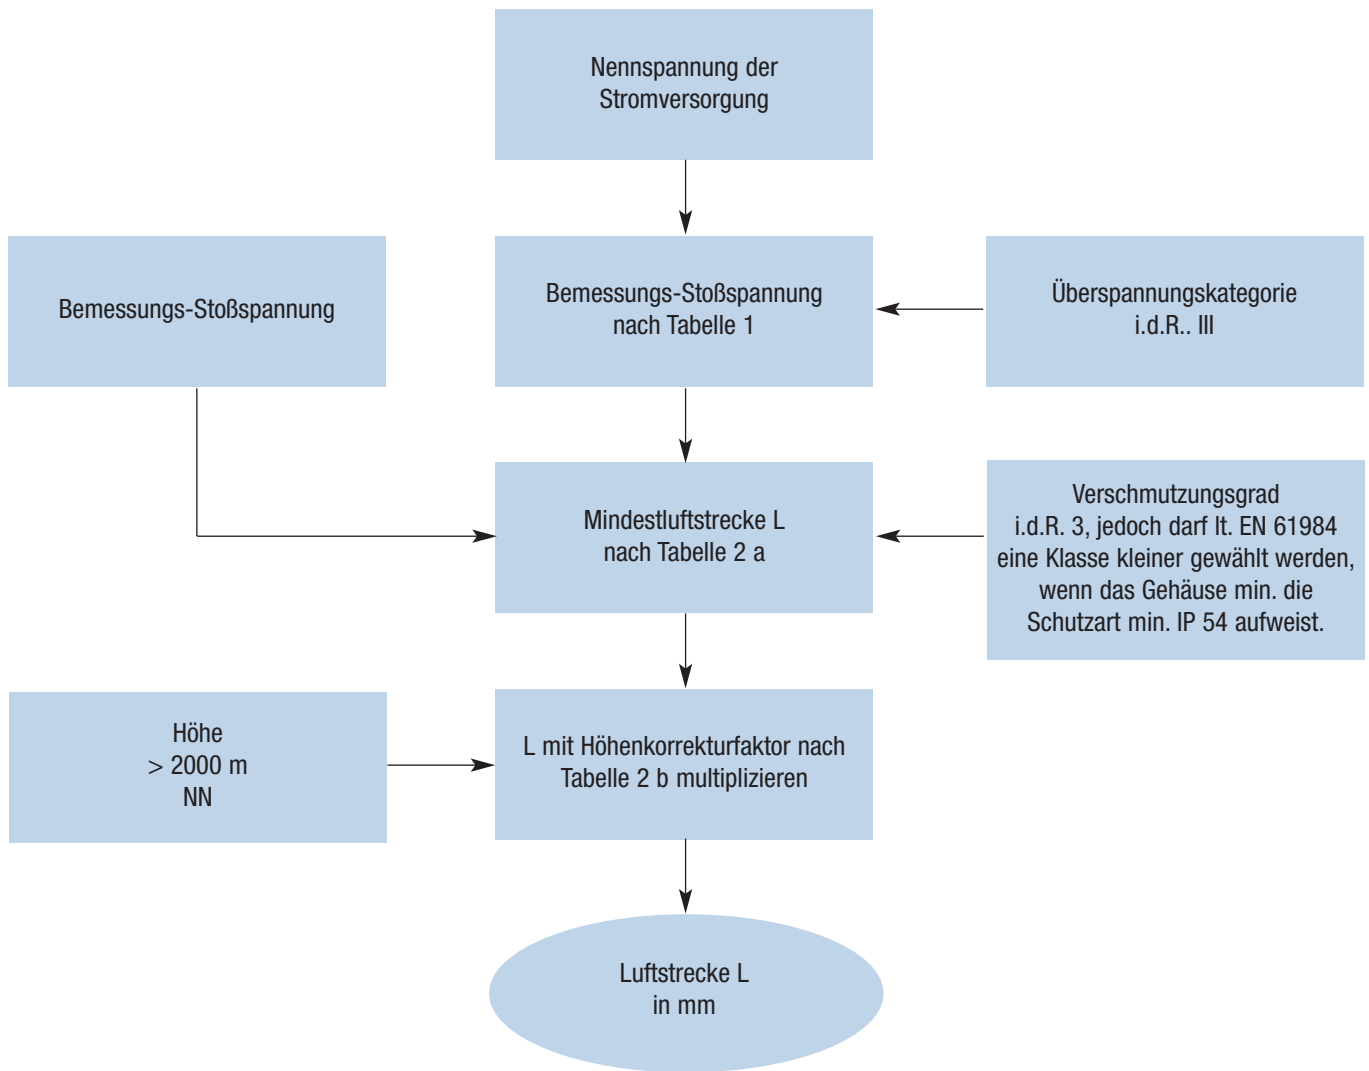 Nennspannung der
Stromversorgung
Bemessungs-Stoßspannung
Bemessungs-Stoßspannung
nach Tabelle 1
Überspannungskategorie
i.d.R.. III
Mindestluftstrecke L
nach Tabelle 2 a
Verschmutzungsgrad
i.d.R. 3, jedoch darf lt. EN 61984
eine Klasse kleiner gewählt werden,
wenn das Gehäuse min. die
Schutzart min. IP 54 aufweist.
Höhe
> 2000 m
NN
L mit Höhenkorrekturfaktor nach
Tabelle 2 b multiplizieren
Luftstrecke L
in mm